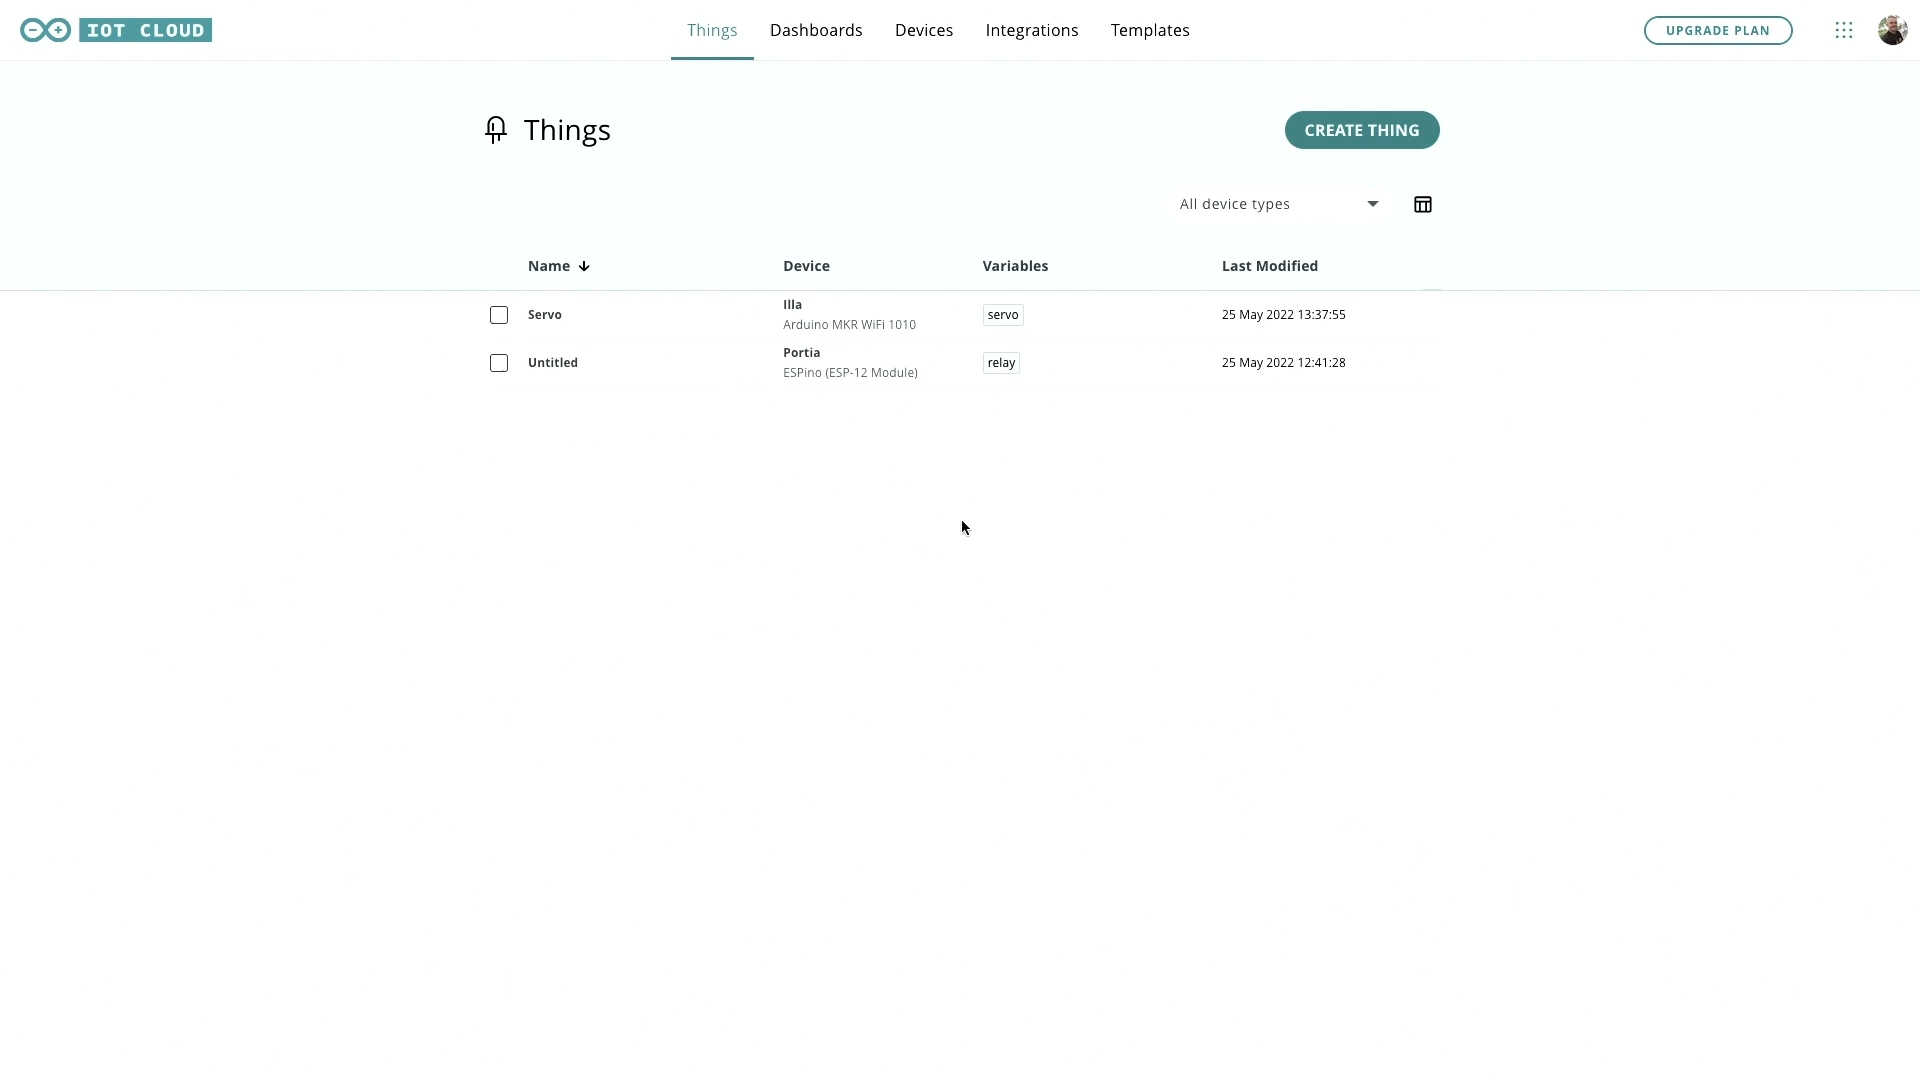 IOT CLOUD
Things Dashboards Devices Integrations Templates
UPGRADE PLAN
Things
CREATE THING
All device types
Name Device Variables Last Modified
Servo Illa Arduino MKR WiFi 1010 servo 25 May 2022 13:37:55
Untitled Portia ESPino (ESP-12 Module) relay 25 May 2022 12:41:28